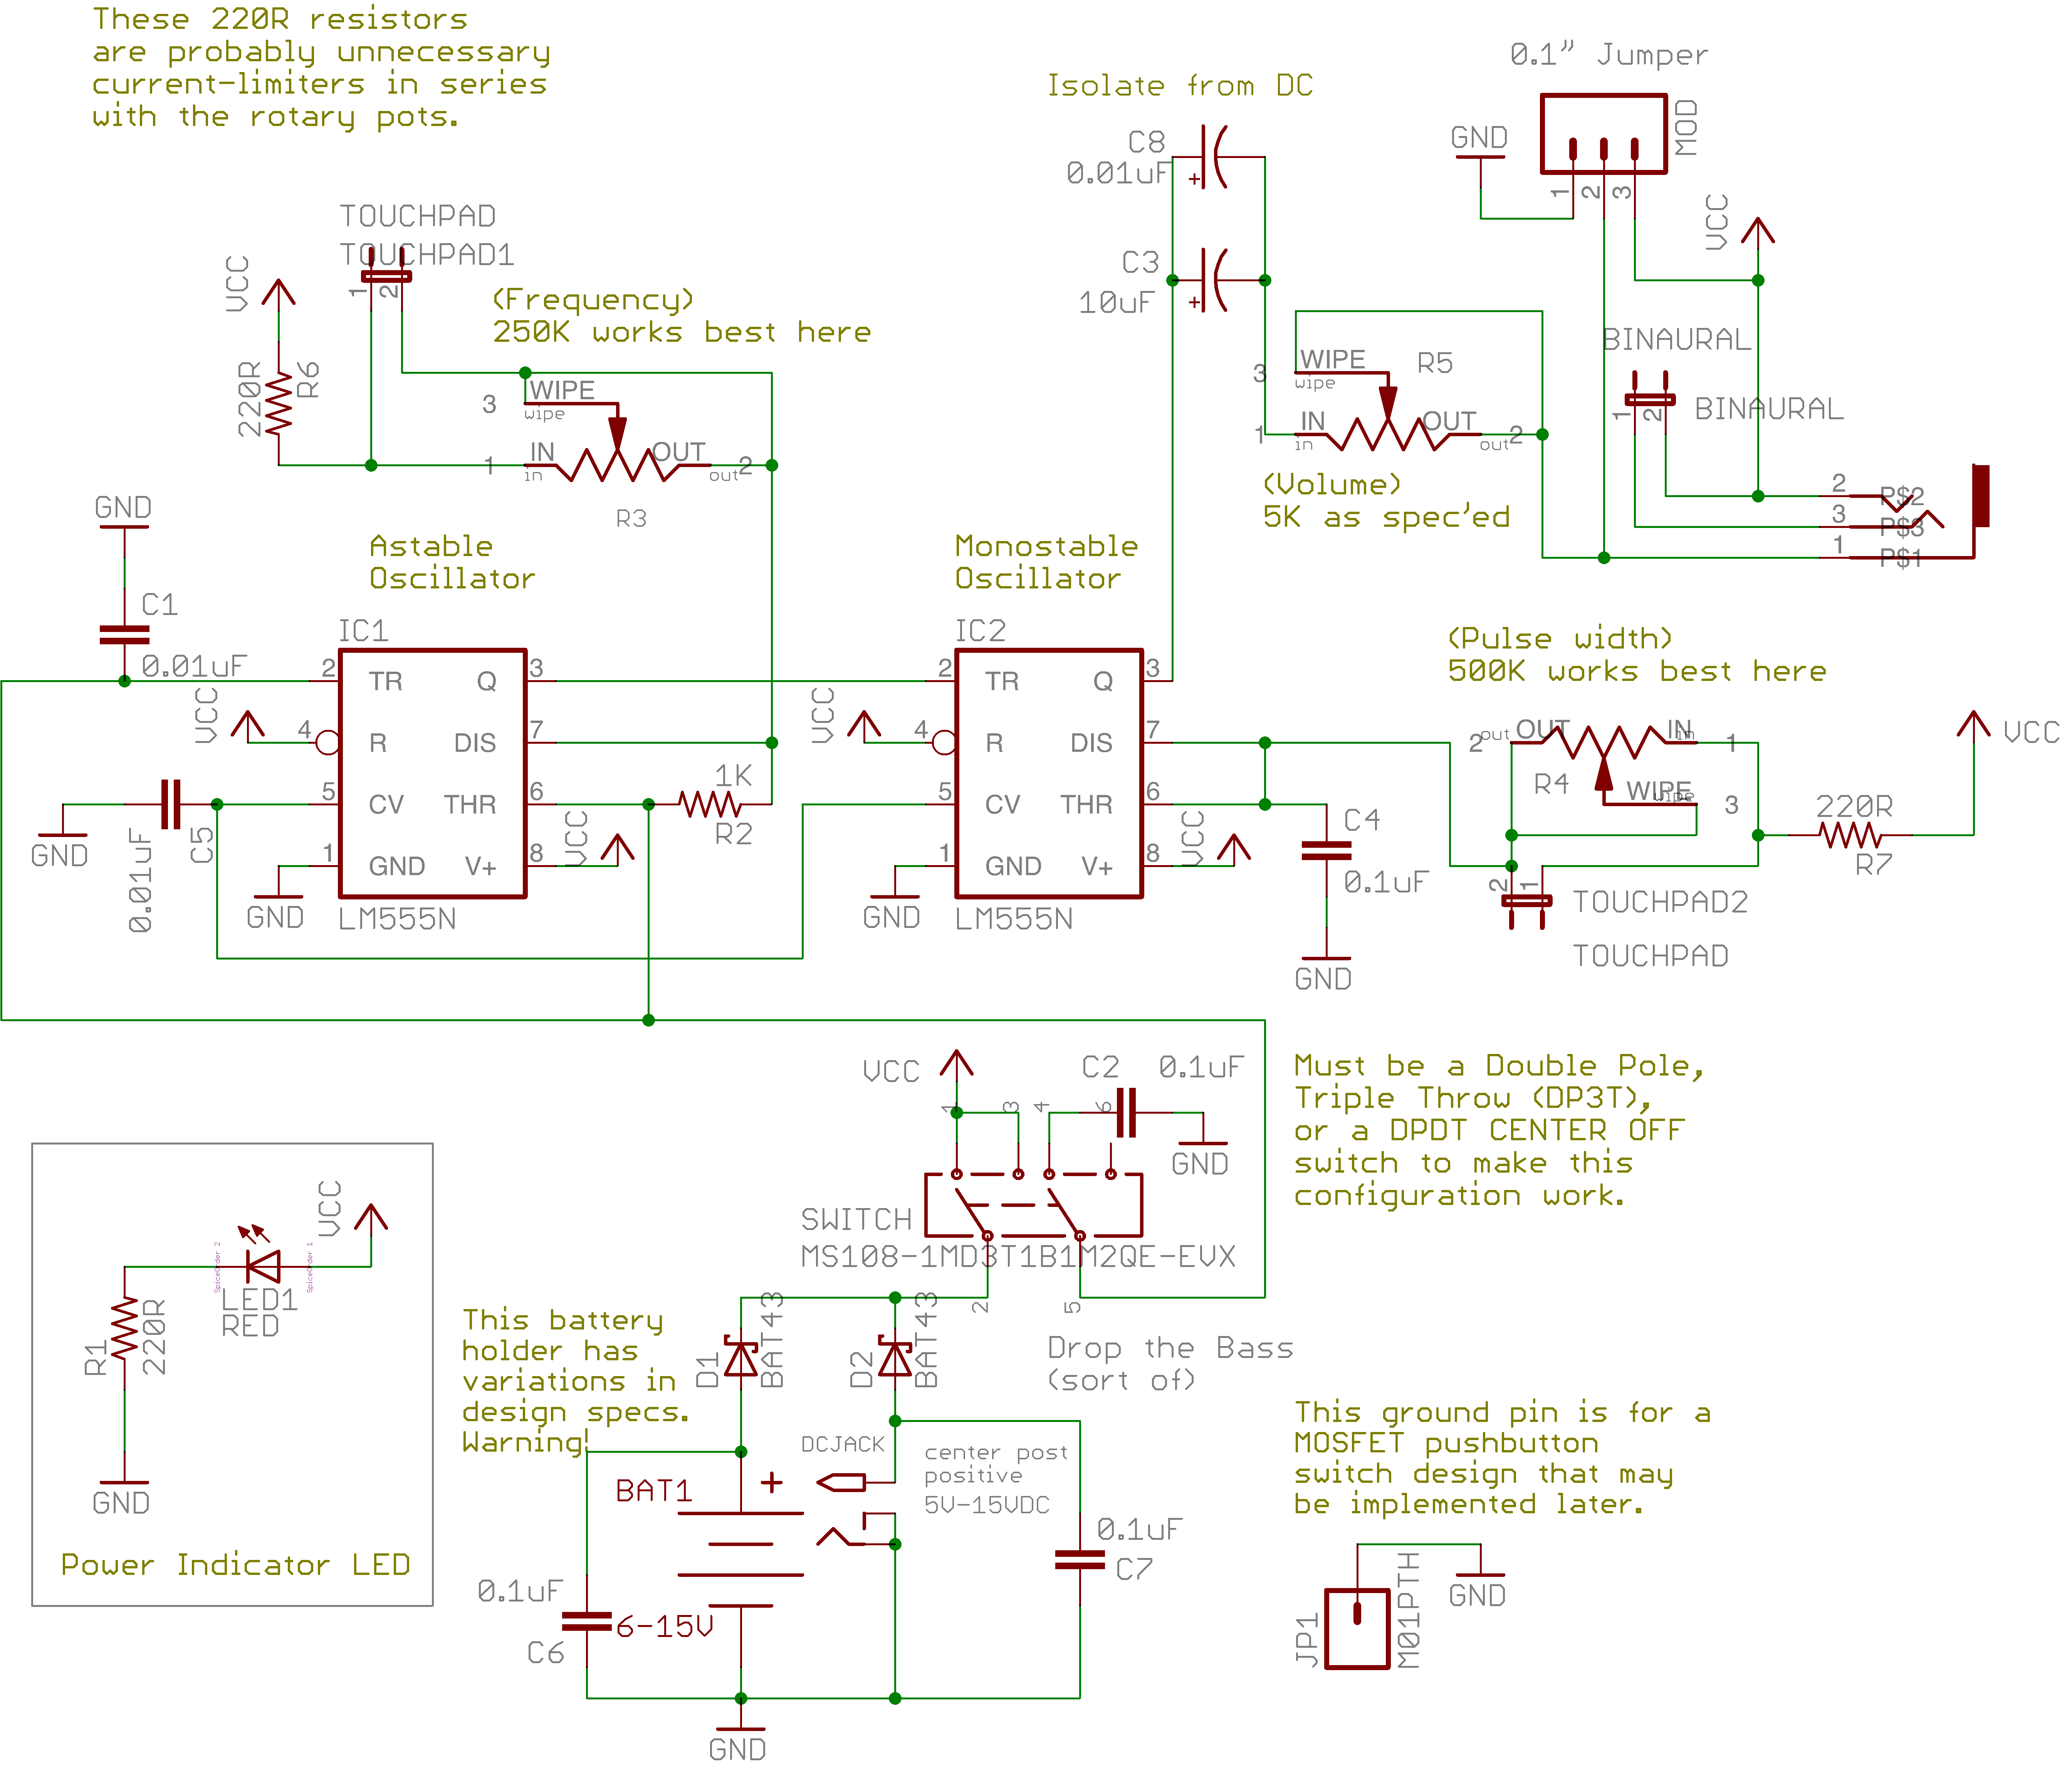 These 220R resistors
are probably unnecessary
current-limiters in series
with the rotary pots.
Isolate from DC
0.1" Jumper
MOD
GND
1
2
3
VCC
C8
0.01uF
+
C3
10uF
+
TOUCHPAD
TOUCHPAD1
1
2
VCC
220R
R6
(Frequency)
250K works best here
3
WIPE
wipe
1
IN
in
OUT
out
2
R3
3
WIPE
wipe
R5
1
IN
in
OUT
out
2
(Volume)
5K as spec'ed
BINAURAL
BINAURAL
1
2
2
P$2
3
P$3
1
P$1
GND
C1
0.01uF
Astable
Oscillator
IC1
2
TR
Q
3
VCC
4
R
DIS
7
5
CV
THR
6
1
GND
V+
8
LM555N
GND
GND
0.01uF
C5
1K
R2
VCC
Monostable
Oscillator
IC2
2
TR
Q
3
VCC
4
R
DIS
7
5
CV
THR
6
1
GND
V+
8
LM555N
GND
VCC
C4
0.1uF
GND
(Pulse width)
500K works best here
2
out
OUT
IN
in
1
R4
WIPE
wipe
3
220R
R7
VCC
2
1
TOUCHPAD2
TOUCHPAD
VCC
C2
0.1uF
1
3
4
6
GND
SWITCH
MS108-1MD3T1B1M2QE-EVX
2
5
Drop the Bass
(sort of)
Must be a Double Pole,
Triple Throw (DP3T),
or a DPDT CENTER OFF
switch to make this
configuration work.
VCC
SpiceOrder 2
SpiceOrder 1
LED1
RED
R1
220R
GND
Power Indicator LED
This battery
holder has
variations in
design specs.
Warning!
D1
BAT43
D2
BAT43
BAT1
+
6-15V
DCJACK
center post
positive
5V-15VDC
0.1uF
C6
0.1uF
C7
GND
This ground pin is for a
MOSFET pushbutton
switch design that may
be implemented later.
JP1
M01PTH
GND